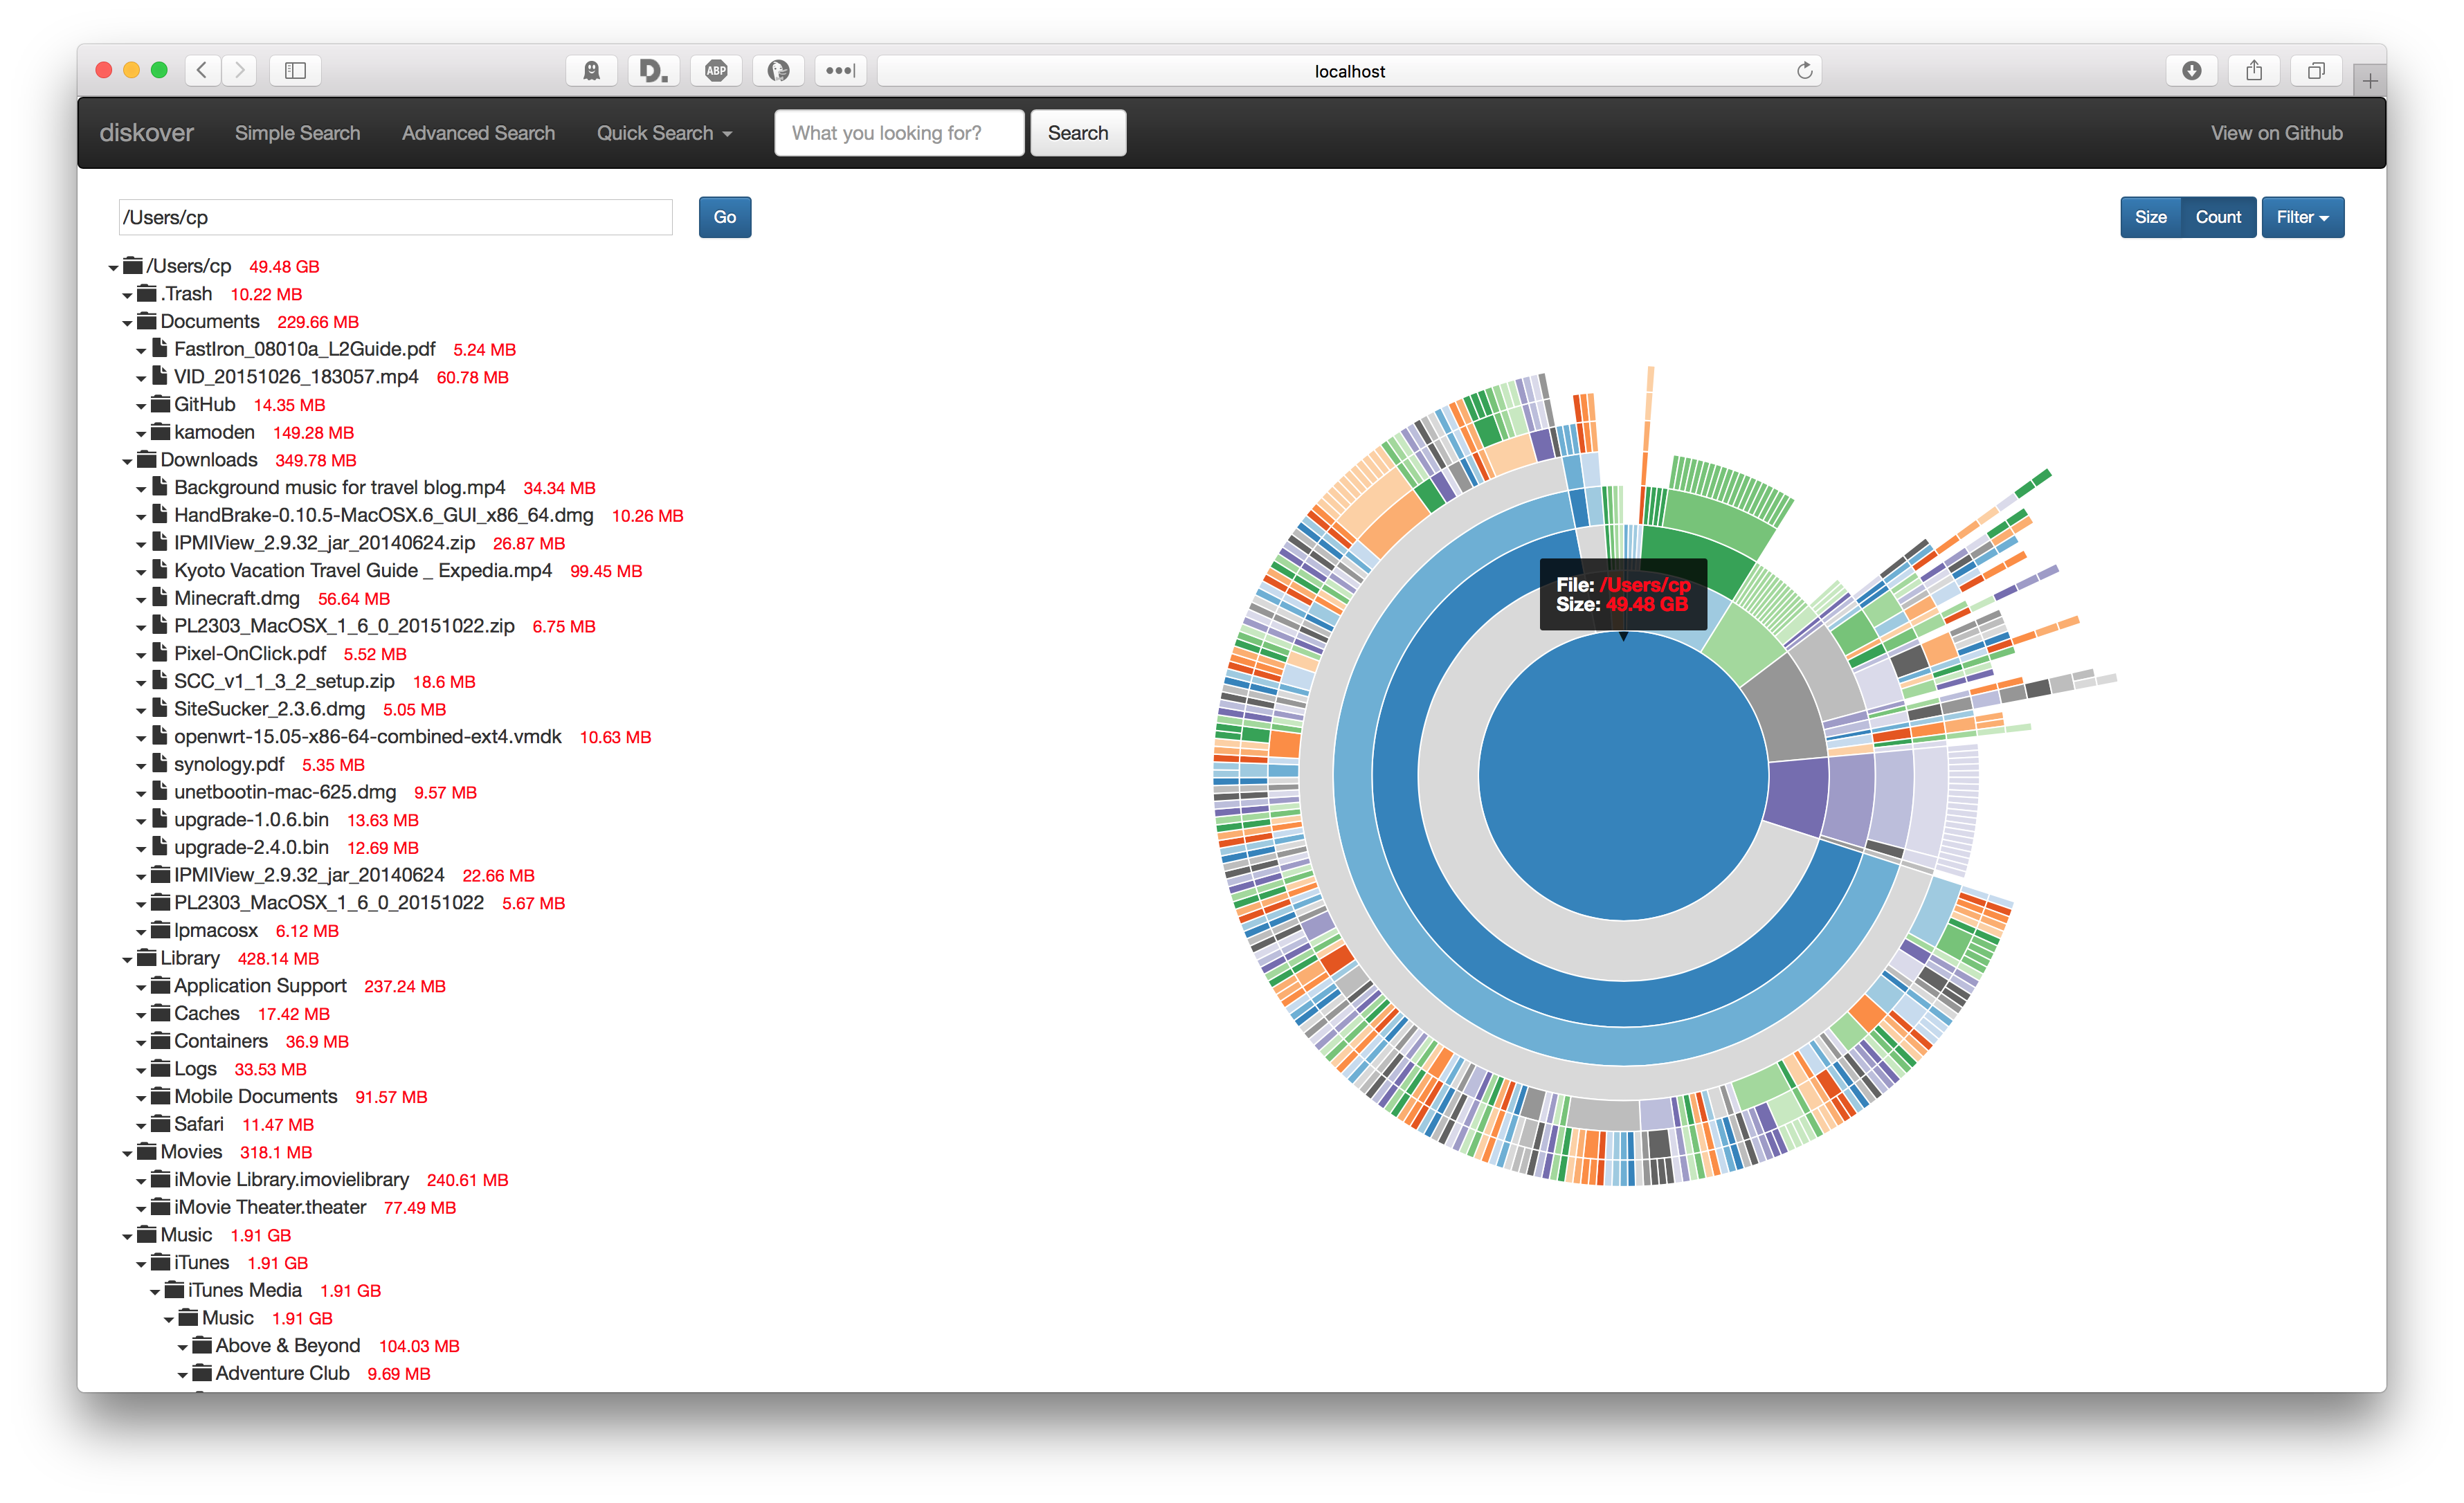 D. ABP localhost
diskover Simple Search Advanced Search Quick Search What you looking for? Search View on Github
/Users/cp Go Size Count Filter
/Users/cp 49.48 GB
.Trash 10.22 MB
Documents 229.66 MB
FastIron_08010a_L2Guide.pdf 5.24 MB
VID_20151026_183057.mp4 60.78 MB
GitHub 14.35 MB
kamoden 149.28 MB
Downloads 349.78 MB
Background music for travel blog.mp4 34.34 MB
HandBrake-0.10.5-MacOSX.6_GUI_x86_64.dmg 10.26 MB
IPMIView_2.9.32_jar_20140624.zip 26.87 MB
Kyoto Vacation Travel Guide _ Expedia.mp4 99.45 MB
Minecraft.dmg 56.64 MB
PL2303_MacOSX_1_6_0_20151022.zip 6.75 MB
Pixel-OnClick.pdf 5.52 MB
SCC_v1_1_3_2_setup.zip 18.6 MB
SiteSucker_2.3.6.dmg 5.05 MB
openwrt-15.05-x86-64-combined-ext4.vmdk 10.63 MB
synology.pdf 5.35 MB
unetbootin-mac-625.dmg 9.57 MB
upgrade-1.0.6.bin 13.63 MB
upgrade-2.4.0.bin 12.69 MB
IPMIView_2.9.32_jar_20140624 22.66 MB
PL2303_MacOSX_1_6_0_20151022 5.67 MB
lpmacosx 6.12 MB
Library 428.14 MB
Application Support 237.24 MB
Caches 17.42 MB
Containers 36.9 MB
Logs 33.53 MB
Mobile Documents 91.57 MB
Safari 11.47 MB
Movies 318.1 MB
iMovie Library.imovielibrary 240.61 MB
iMovie Theater.theater 77.49 MB
Music 1.91 GB
iTunes 1.91 GB
iTunes Media 1.91 GB
Music 1.91 GB
Above & Beyond 104.03 MB
Adventure Club 9.69 MB
File: /Users/cp
Size: 49.48 GB